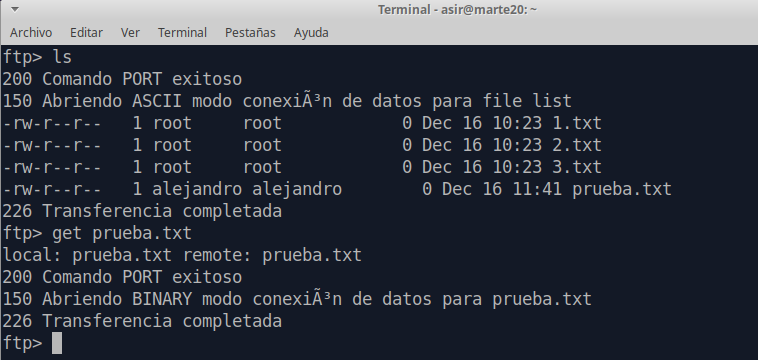 Terminal - asir@marte20: ~
Archivo Editar Ver Terminal Pestañas Ayuda
ftp> ls
200 Comando PORT exitoso
150 Abriendo ASCII modo conexiÃ³n de datos para file list
-rw-r--r--   1 root     root            0 Dec 16 10:23 1.txt
-rw-r--r--   1 root     root            0 Dec 16 10:23 2.txt
-rw-r--r--   1 root     root            0 Dec 16 10:23 3.txt
-rw-r--r--   1 alejandro alejandro        0 Dec 16 11:41 prueba.txt
226 Transferencia completada
ftp> get prueba.txt
local: prueba.txt remote: prueba.txt
200 Comando PORT exitoso
150 Abriendo BINARY modo conexiÃ³n de datos para prueba.txt
226 Transferencia completada
ftp>